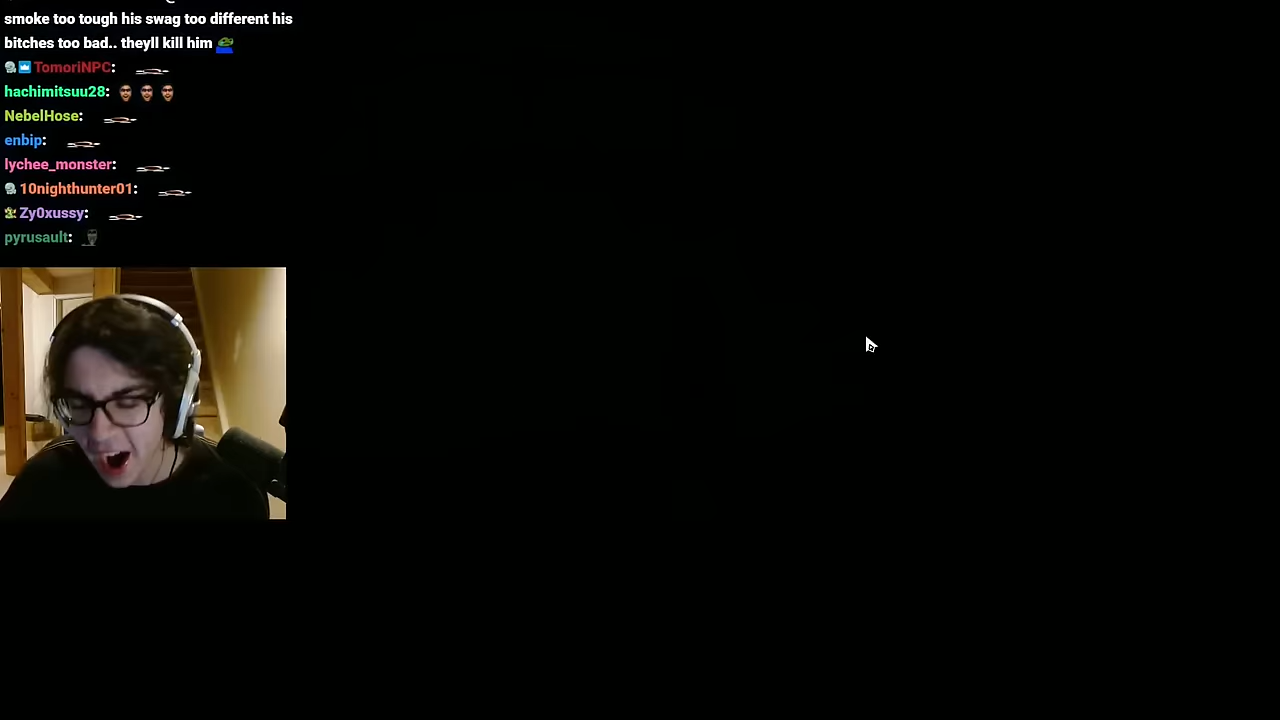 smoke too tough his swag too different his
bitches too bad.. theyll kill him
TomoriNPC:
hachimitsuu28:
NebelHose:
enbip:
lychee_monster:
10nighthunter01:
Zy0xussy:
pyrusault: